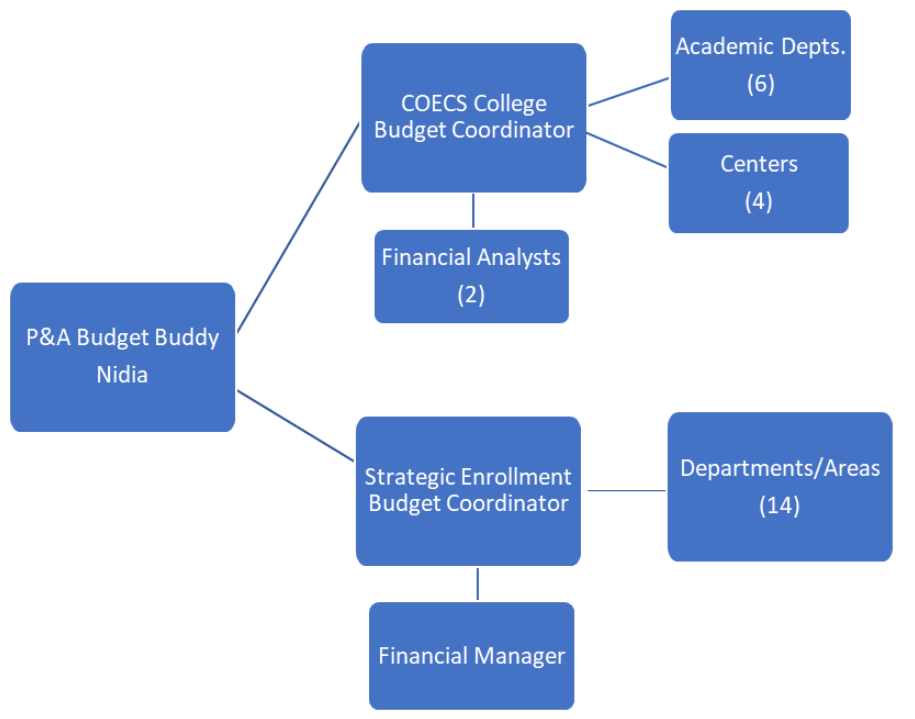 P&A Budget Buddy
Nidia
COECS College
Budget Coordinator
Academic Depts.
(6)
Centers
(4)
Financial Analysts
(2)
Strategic Enrollment
Budget Coordinator
Departments/Areas
(14)
Financial Manager